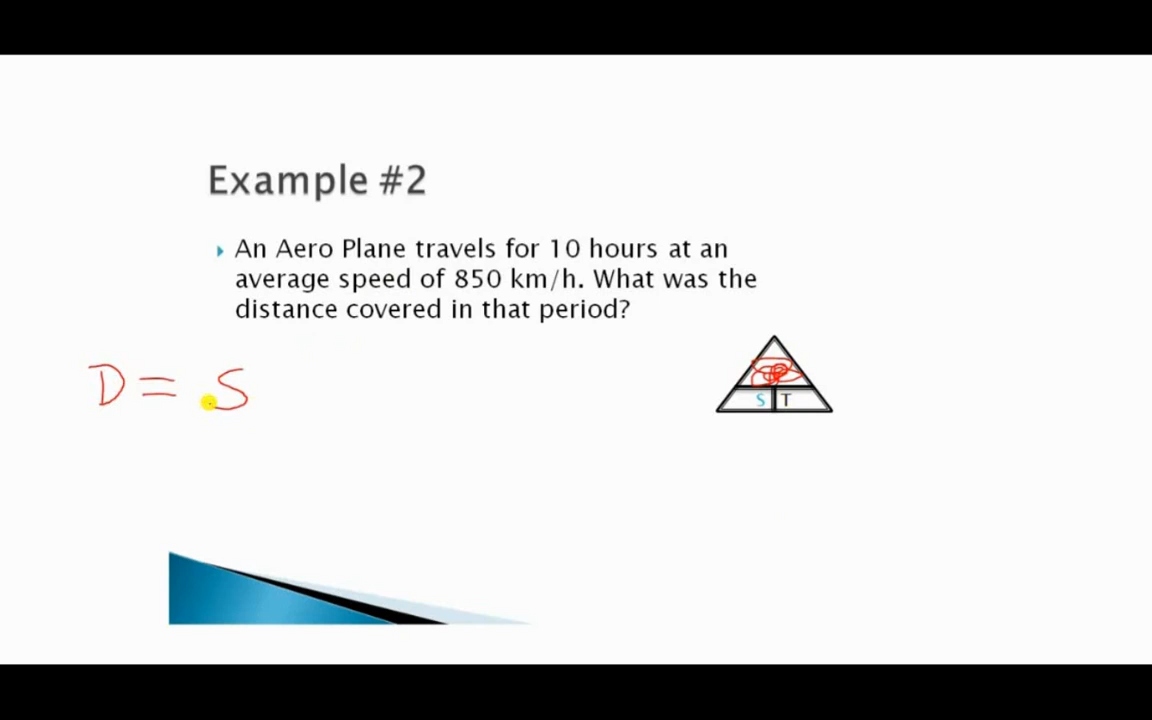 Example #2
An Aero Plane travels for 10 hours at an
average speed of 850 km/h. What was the
distance covered in that period?
D = S
S T